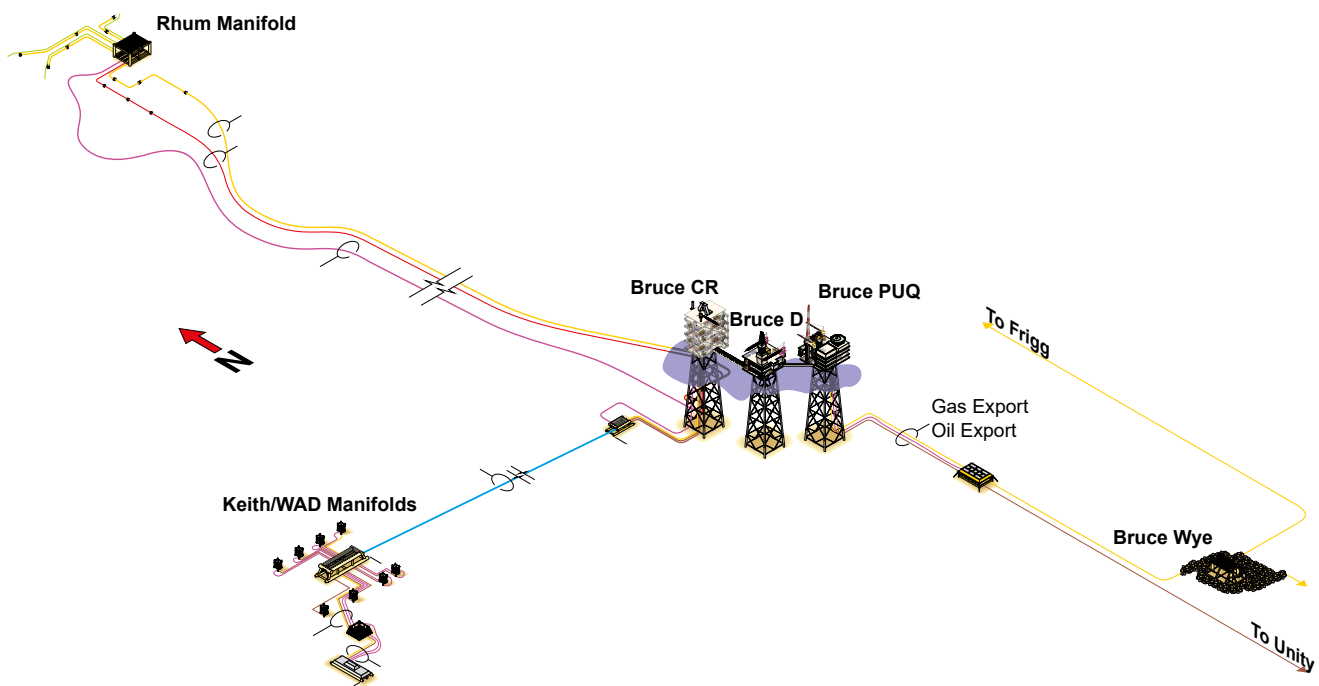 Rhum Manifold
Bruce CR
Bruce PUQ
Bruce D
To Frigg
N
Gas Export
Oil Export
Keith/WAD Manifolds
Bruce Wye
To Unity